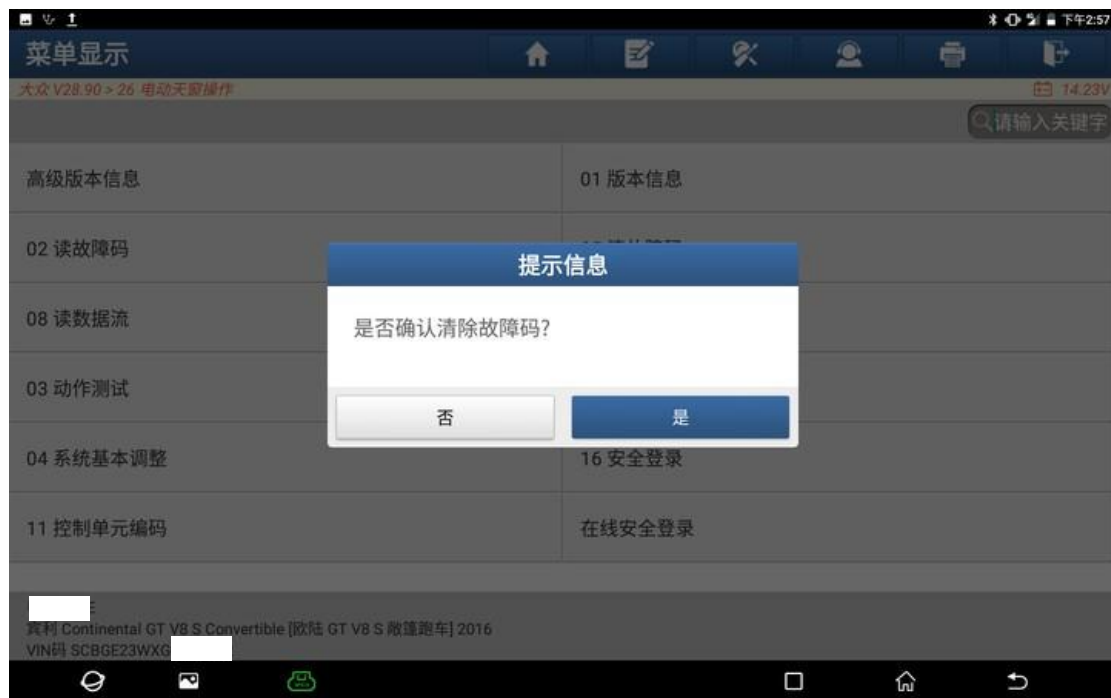 下午2:57
菜单显示
大众 V28.90 > 26 电动天窗操作
14.23V
请输入关键字
高级版本信息
01 版本信息
02 读故障码
提示信息
08 读数据流
是否确认清除故障码?
03 动作测试
否
是
04 系统基本调整
16 安全登录
11 控制单元编码
在线安全登录
宾利 Continental GT V8 S Convertible [欧陆 GT V8 S 敞篷跑车] 2016
VIN码 SCBGE23WXG